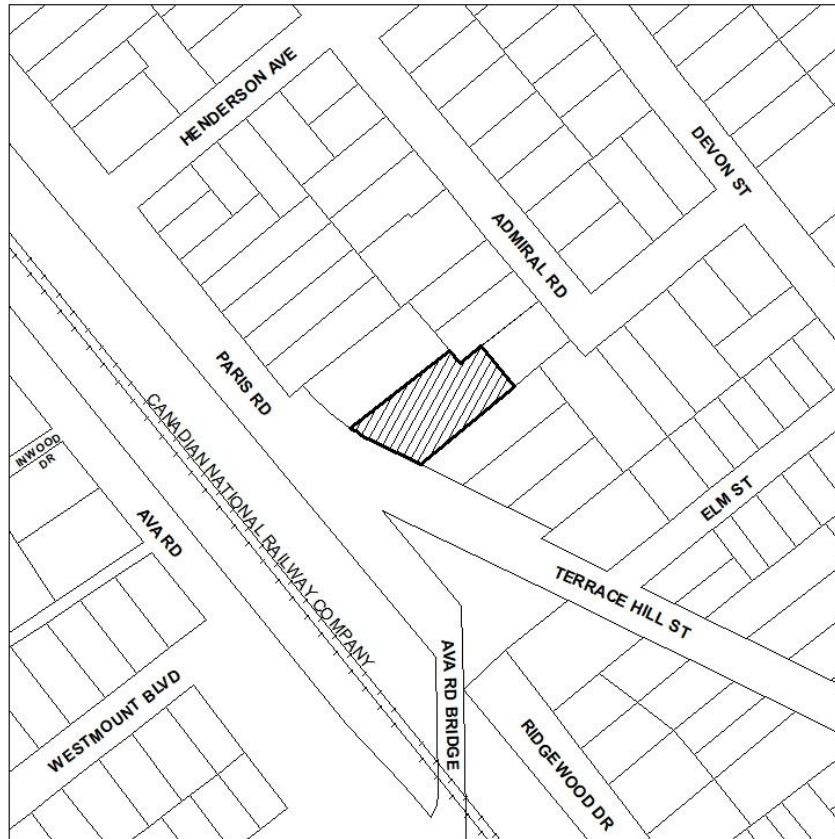 HENDERSON AVE
DEVON ST
ADMIRAL RD
PARIS RD
CANADIAN NATIONAL RAILWAY COMPANY
INWOOD
DR
AVA RD
ELM ST
TERRACE HILL ST
AVA RD BRIDGE
WESTMOUNT BLVD
RIDGEWOOD DR